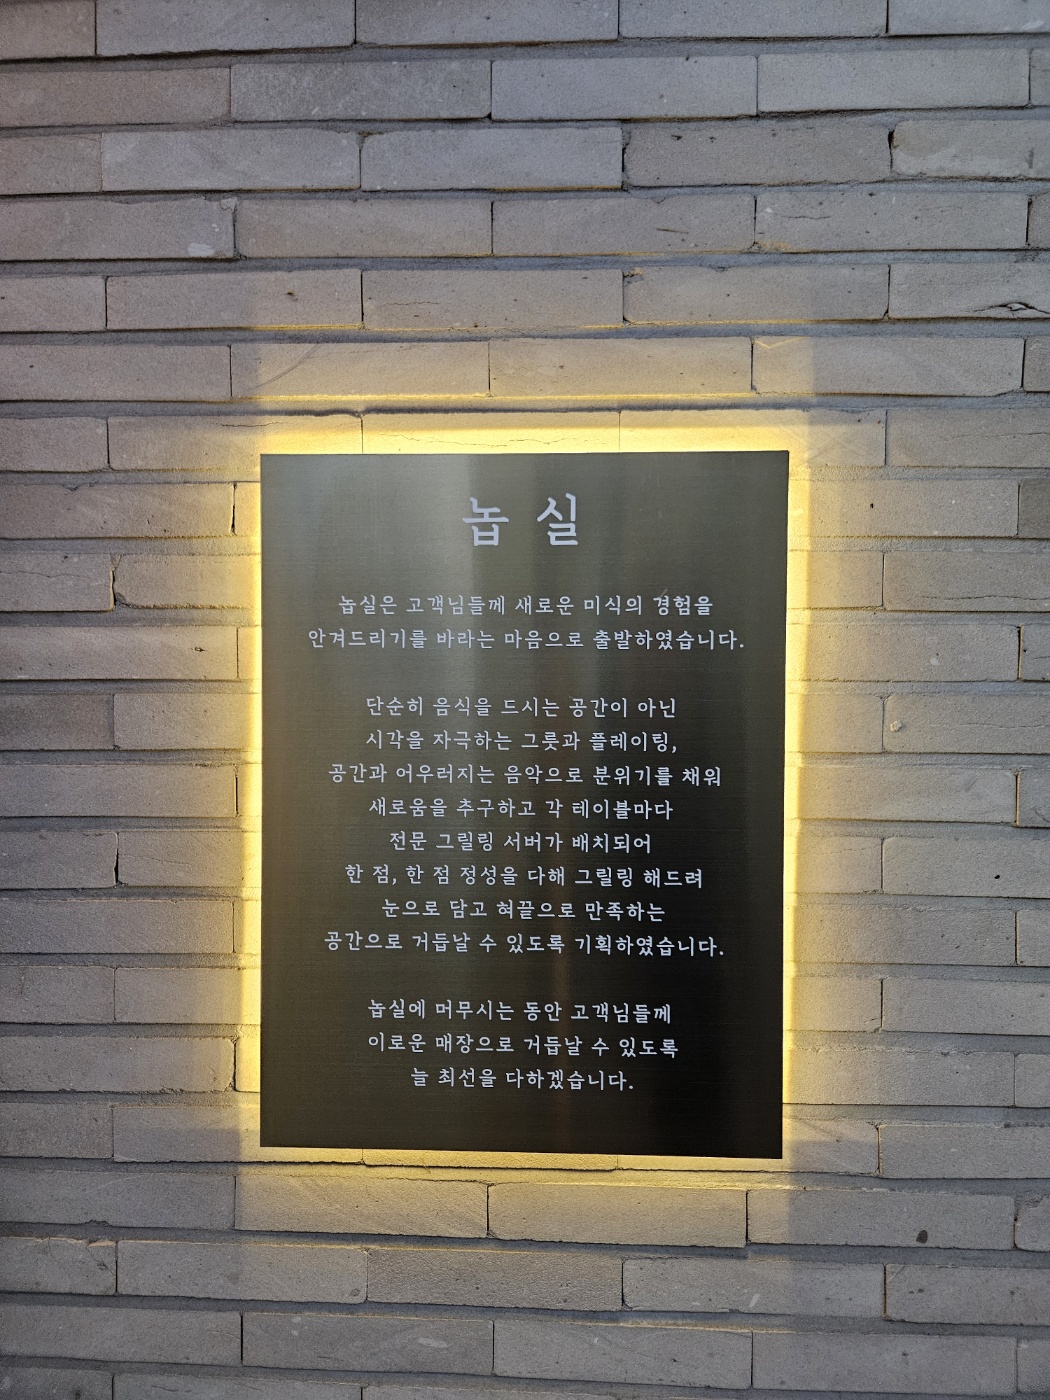 놉 실
놉실은 고객님들께 새로운 미식의 경험을
안겨드리기를 바라는 마음으로 출발하였습니다.
단순히 음식을 드시는 공간이 아닌
시각을 자극하는 그릇과 플레이팅,
공간과 어우러지는 음악으로 분위기를 채워
새로움을 추구하고 각 테이블마다
전문 그릴링 서버가 배치되어
한 점, 한 점 정성을 다해 그릴링 해드려
눈으로 담고 혀끝으로 만족하는
공간으로 거듭날 수 있도록 기획하였습니다.
놉실에 머무시는 동안 고객님들께
이로운 매장으로 거듭날 수 있도록
늘 최선을 다하겠습니다.